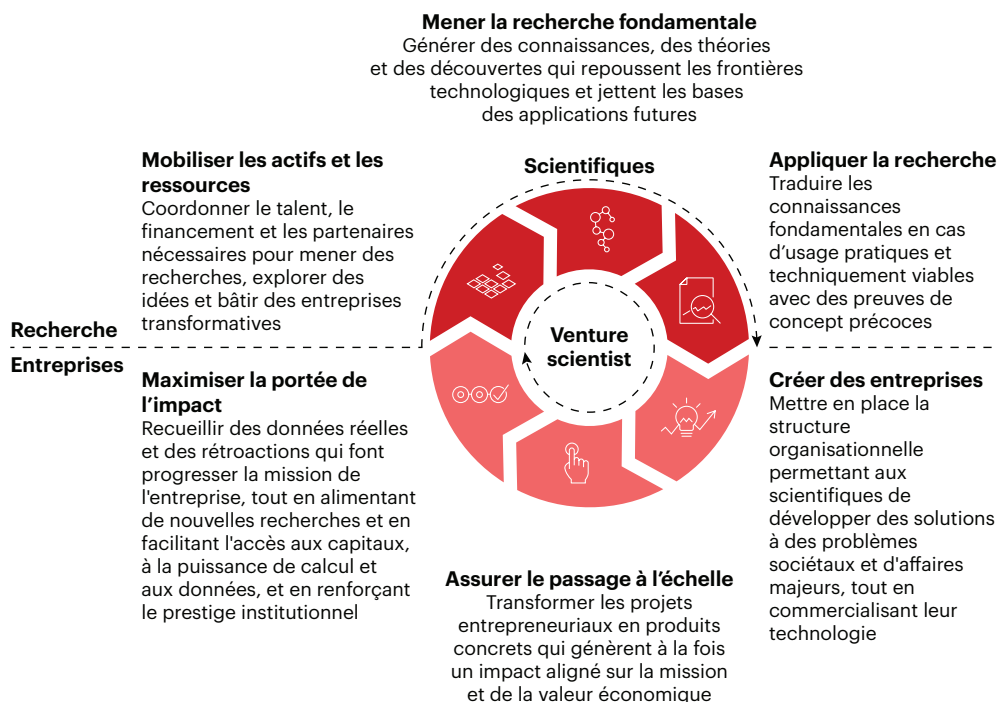 Mener la recherche fondamentale
Générer des connaissances, des théories
et des découvertes qui repoussent les frontières
technologiques et jettent les bases
des applications futures
Mobiliser les actifs et les
ressources
Coordonner le talent, le
financement et les partenaires
nécessaires pour mener des
recherches, explorer des
idées et bâtir des entreprises
transformatives
Scientifiques
Appliquer la recherche
Traduire les
connaissances
fondamentales en cas
d’usage pratiques et
techniquement viables
avec des preuves de
concept précoces
Venture
scientist
Recherche
Entreprises
Maximiser la portée de
l’impact
Recueillir des données réelles
et des rétroactions qui font
progresser la mission de
l'entreprise, tout en alimentant
de nouvelles recherches et en
facilitant l'accès aux capitaux,
à la puissance de calcul et
aux données, et en renforçant
le prestige institutionnel
Créer des entreprises
Mettre en place la
structure
organisationnelle
permettant aux
scientifiques de
développer des solutions
à des problèmes
sociétaux et d'affaires
majeurs, tout en
commercialisant leur
technologie
Assurer le passage à l’échelle
Transformer les projets
entrepreneuriaux en produits
concrets qui génèrent à la fois
un impact aligné sur la mission
et de la valeur économique